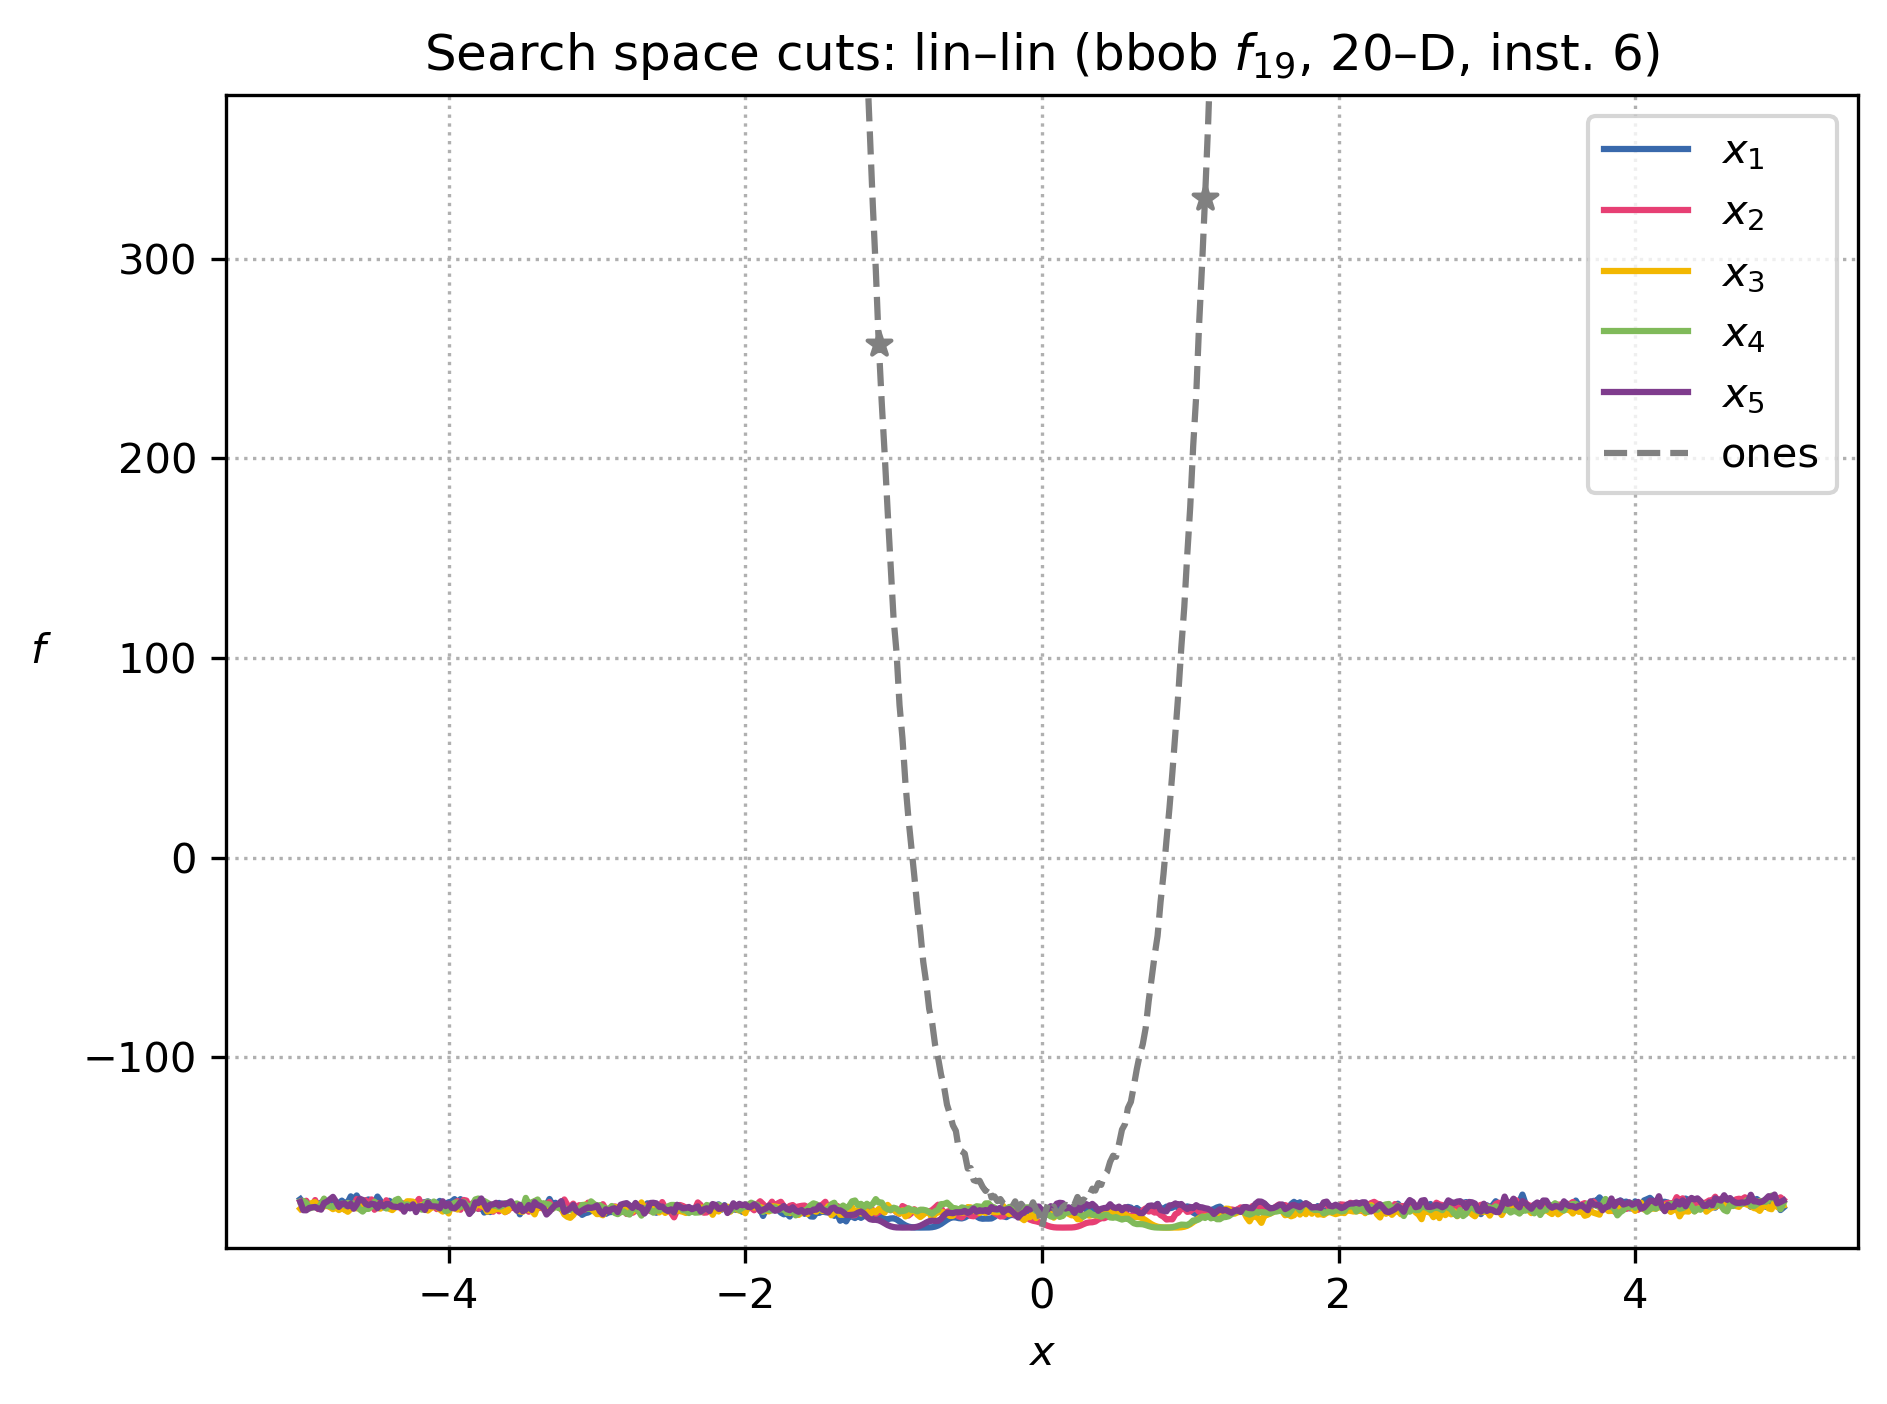 Search space cuts: lin–lin (bbob f19, 20–D, inst. 6)
x1
x2
x3
x4
x5
ones
f
300
200
100
0
−100
−4
−2
0
2
4
x